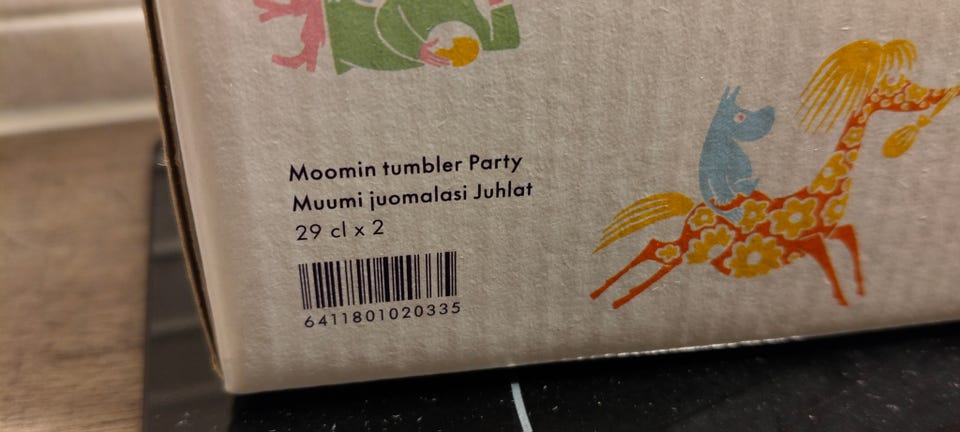 Moomin tumbler Party
Muumi juomalasi Juhlat
29 cl x 2
6411801020335